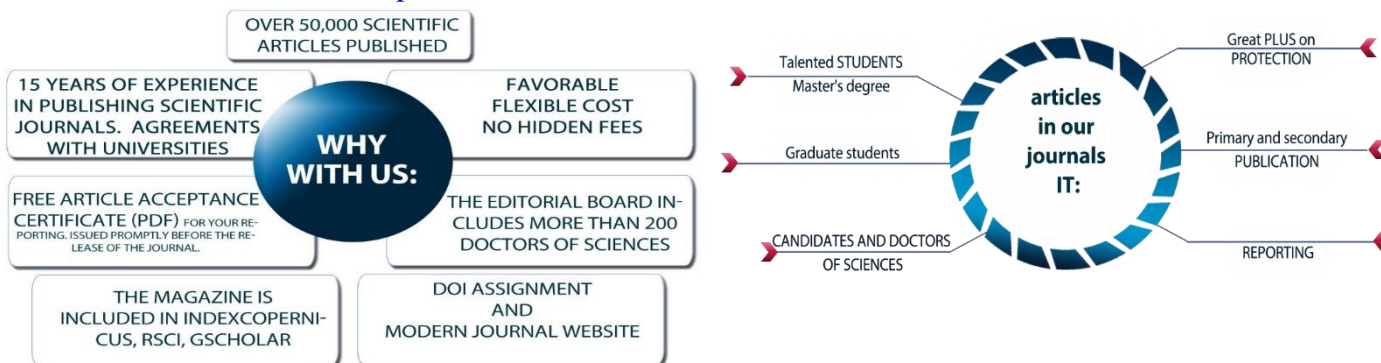 OVER 50,000 SCIENTIFIC
ARTICLES PUBLISHED
15 YEARS OF EXPERIENCE
IN PUBLISHING SCIENTIFIC
JOURNALS. AGREEMENTS
WITH UNIVERSITIES
FAVORABLE
FLEXIBLE COST
NO HIDDEN FEES
WHY
WITH US:
FREE ARTICLE ACCEPTANCE
CERTIFICATE (PDF) FOR YOUR RE-
PORTING. ISSUED PROMPTLY BEFORE THE RE-
LEASE OF THE JOURNAL.
THE EDITORIAL BOARD IN-
CLUDES MORE THAN 200
DOCTORS OF SCIENCES
THE MAGAZINE IS
INCLUDED IN INDEXCOPERNI-
CUS, RSCI, GSCHOLAR
DOI ASSIGNMENT
AND
MODERN JOURNAL WEBSITE
Talented STUDENTS
Master's degree
Graduate students
CANDIDATES AND DOCTORS
OF SCIENCES
articles
in our
journals
IT:
Great PLUS on
PROTECTION
Primary and secondary
PUBLICATION
REPORTING